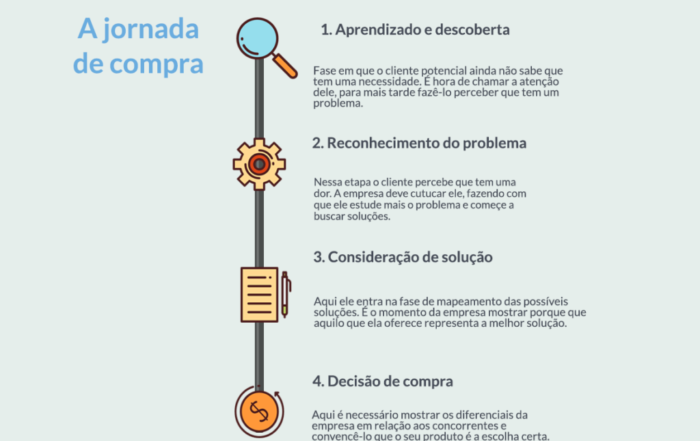 A jornada
de compra
1. Aprendizado e descoberta
Fase em que o cliente potencial ainda não sabe que
tem uma necessidade. É hora de chamar a atenção
dele, para mais tarde fazê-lo perceber que tem um
problema.
2. Reconhecimento do problema
Nessa etapa o cliente percebe que tem uma
dor. A empresa deve cutucar ele, fazendo com
que ele estude mais o problema e começe a
buscar soluções.
3. Consideração de solução
Aqui ele entra na fase de mapeamento das possíveis
soluções. É o momento da empresa mostrar porque que
aquilo que ela oferece representa a melhor solução.
4. Decisão de compra
Aqui é necessário mostrar os diferenciais da
empresa em relação aos concorrentes e
convencê-lo que o seu produto é a escolha certa.